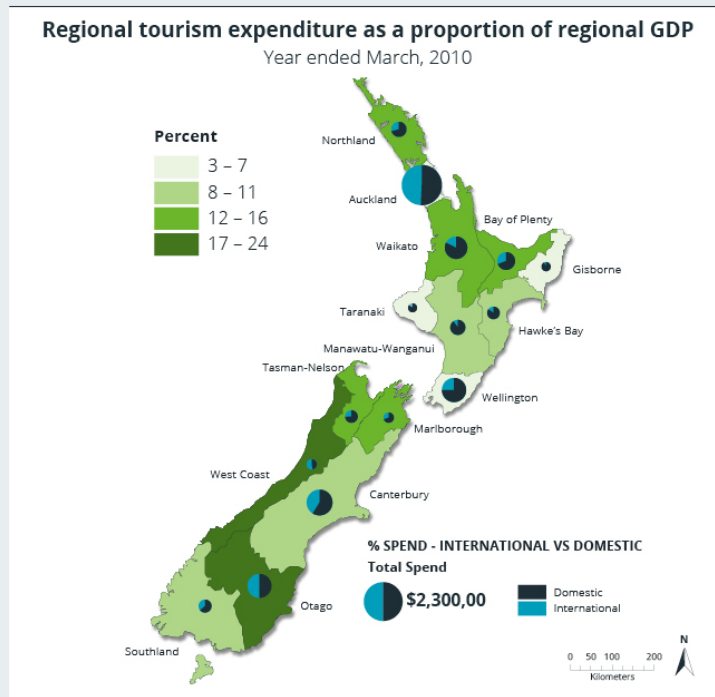 Regional tourism expenditure as a proportion of regional GDP
Year ended March, 2010
Percent
3 – 7
8 – 11
12 – 16
17 – 24
Northland
Auckland
Bay of Plenty
Waikato
Gisborne
Taranaki
Hawke's Bay
Manawatu-Wanganui
Tasman-Nelson
Wellington
Marlborough
West Coast
Canterbury
Otago
Southland
% SPEND - INTERNATIONAL VS DOMESTIC
Total Spend
$2,300,00
Domestic
International
N
0 50 100 200
Kilometers